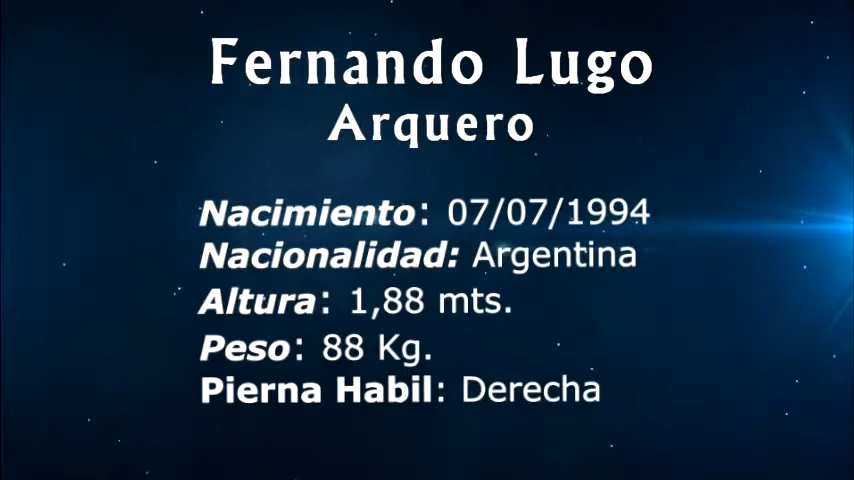 Fernando Lugo
Arquero
Nacimiento: 07/07/1994
Nacionalidad: Argentina
Altura: 1,88 mts.
Peso: 88 Kg.
Pierna Habil: Derecha